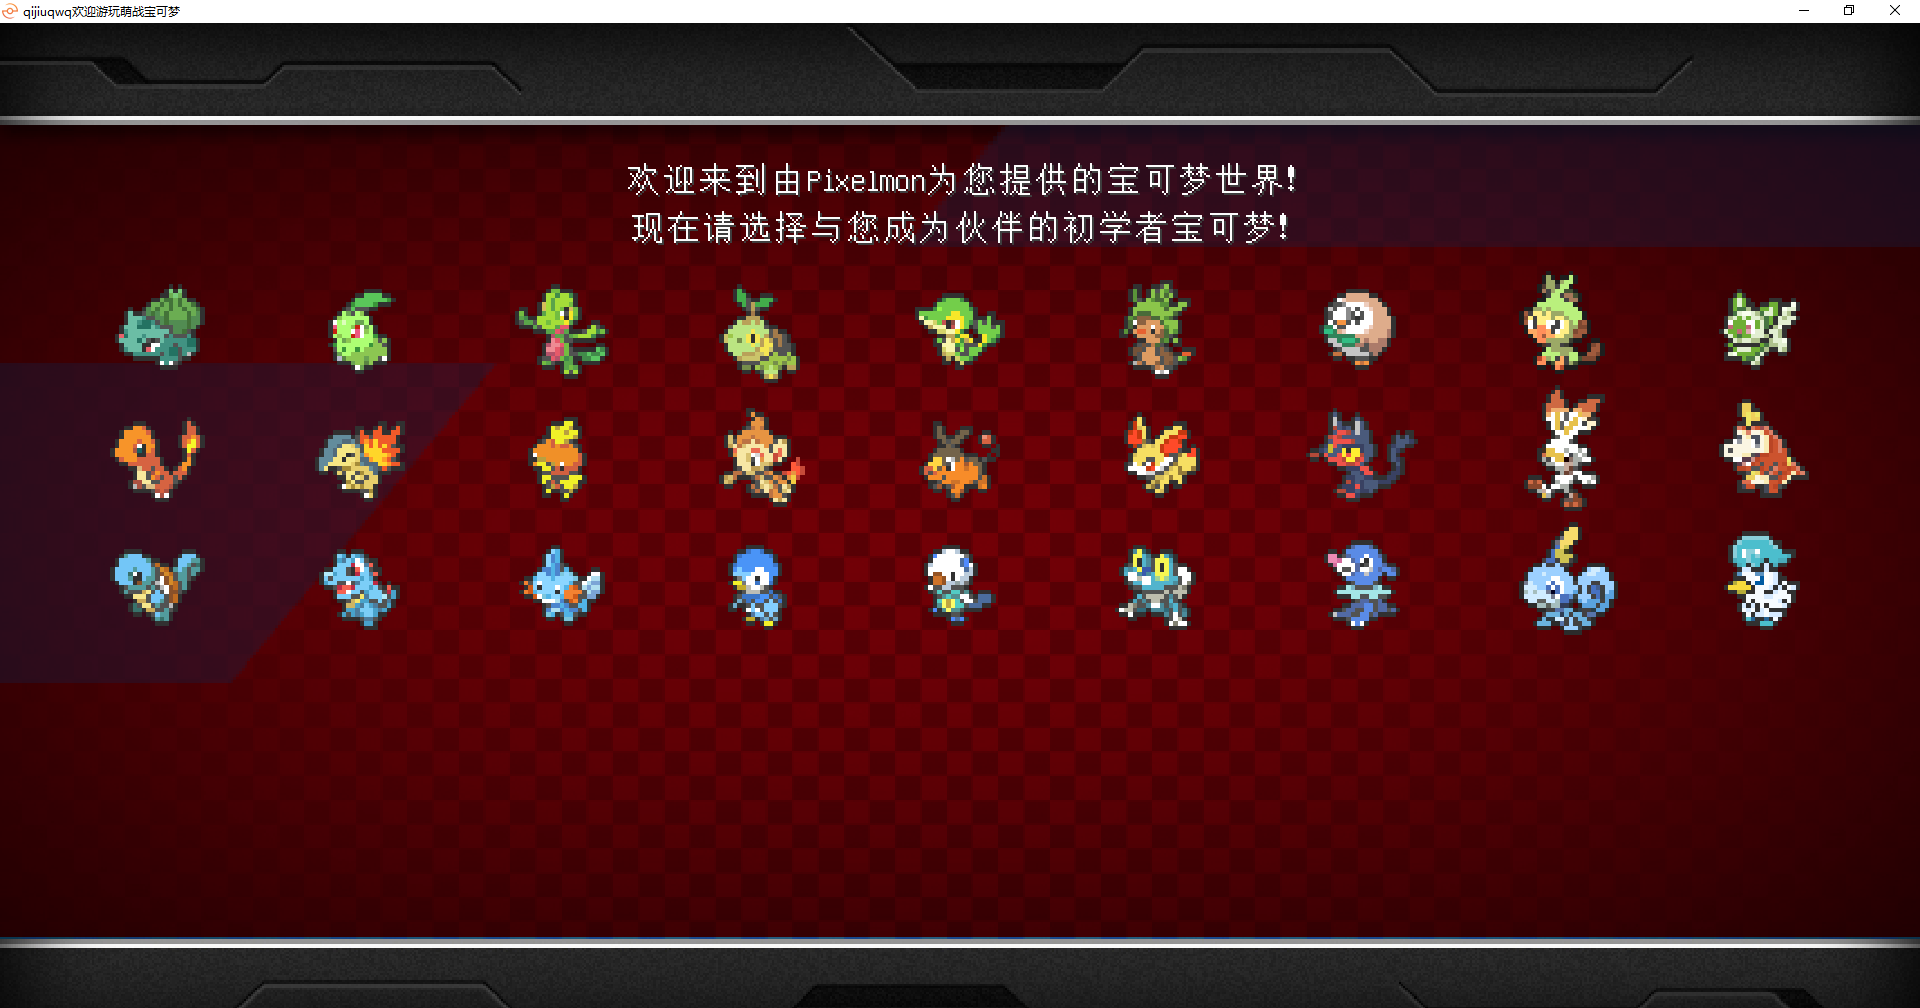 qijiuqwq欢迎游玩萌战宝可梦
欢迎来到由Pixelmon为您提供的宝可梦世界!
现在请选择与您成为伙伴的初学者宝可梦!